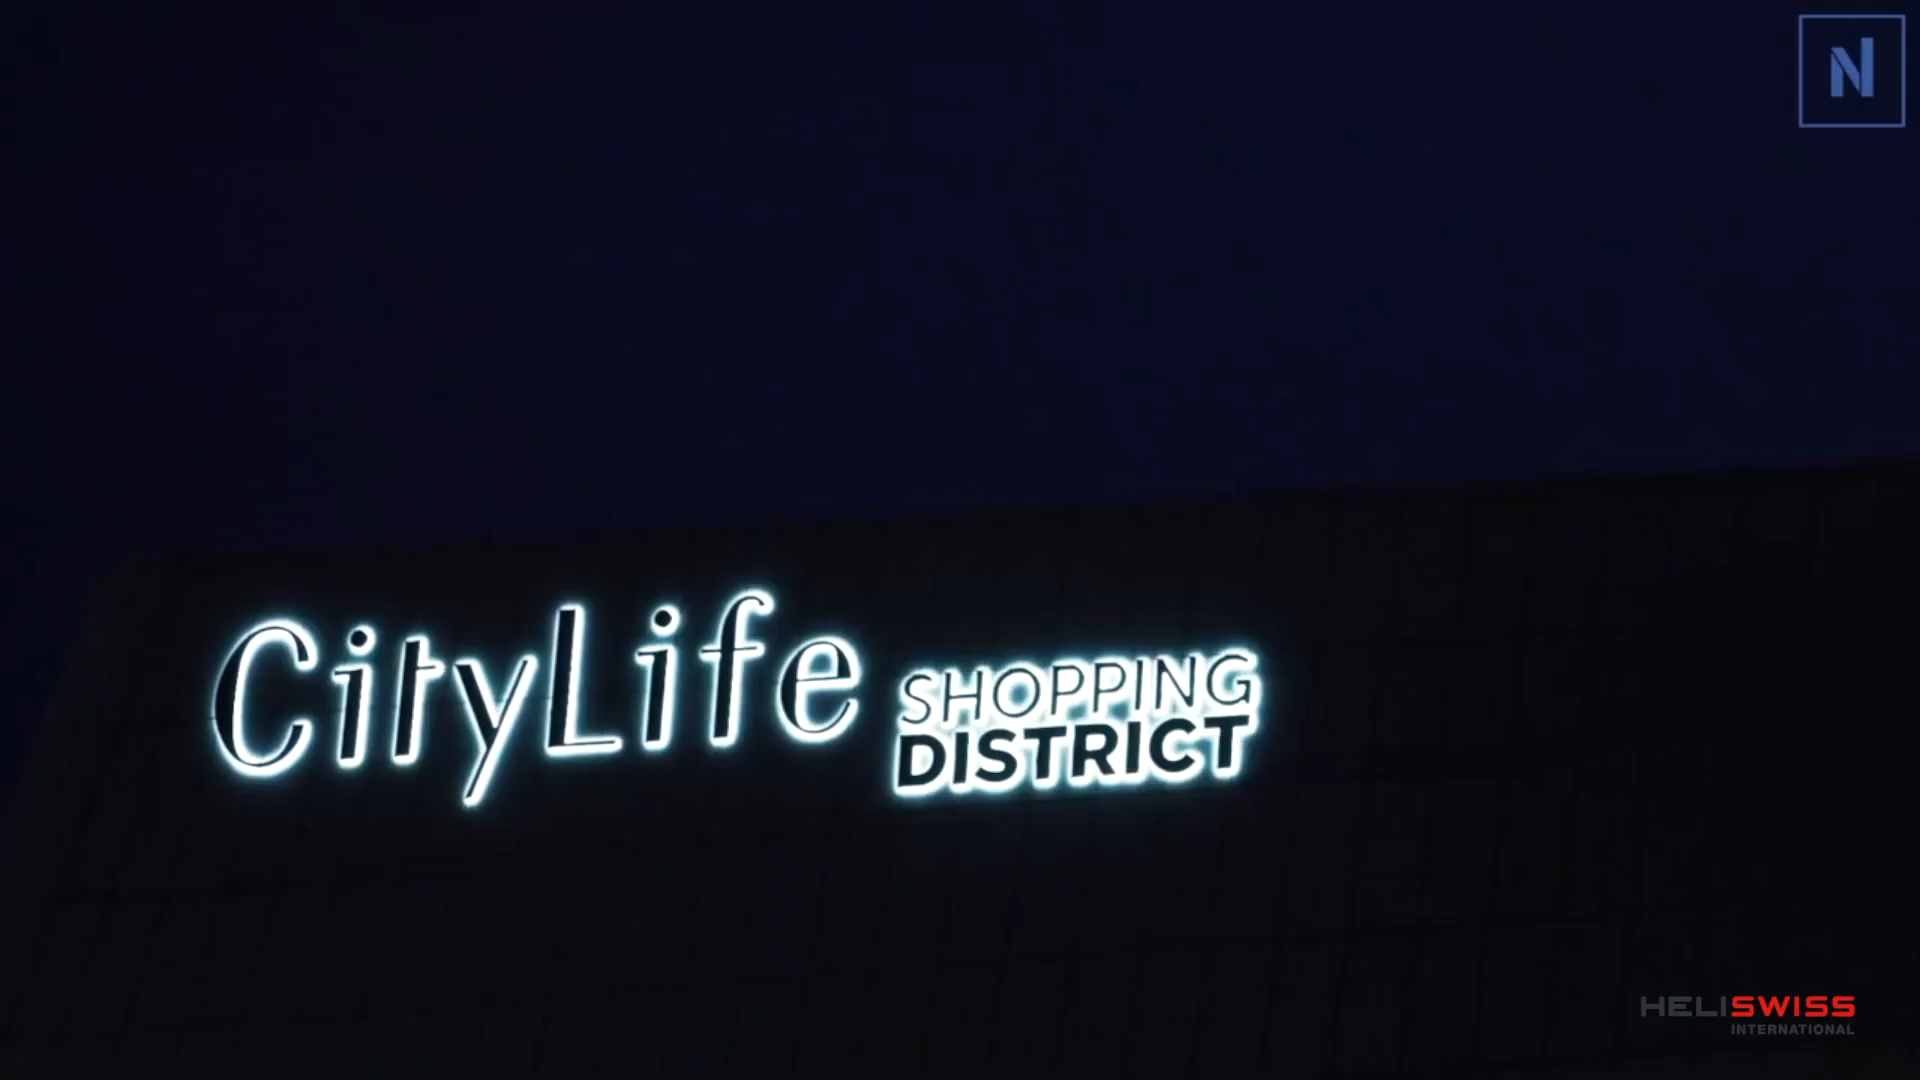 N
CityLife
SHOPPING
DISTRICT
HELISWISS
INTERNATIONAL